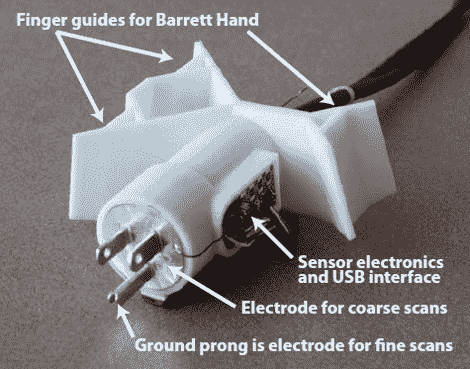 Finger guides for Barrett Hand
Sensor electronics
and USB interface
Electrode for coarse scans
Ground prong is electrode for fine scans